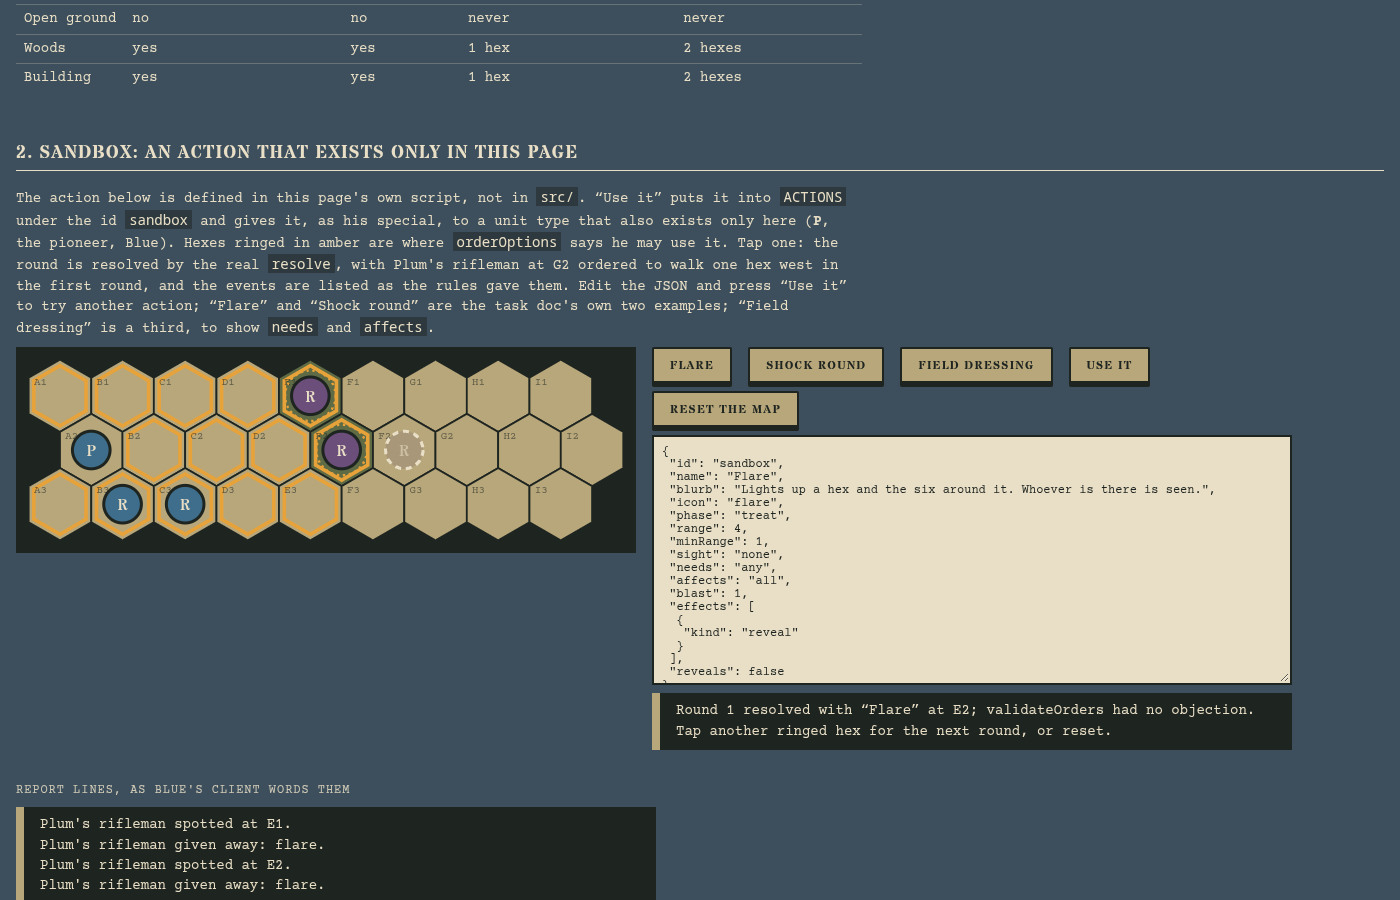 Open ground no no never never
Woods yes yes 1 hex 2 hexes
Building yes yes 1 hex 2 hexes
2. SANDBOX: AN ACTION THAT EXISTS ONLY IN THIS PAGE
The action below is defined in this page's own script, not in src/. “Use it” puts it into ACTIONS
under the id sandbox and gives it, as his special, to a unit type that also exists only here (P,
the pioneer, Blue). Hexes ringed in amber are where orderOptions says he may use it. Tap one: the
round is resolved by the real resolve, with Plum's rifleman at G2 ordered to walk one hex west in
the first round, and the events are listed as the rules gave them. Edit the JSON and press “Use it”
to try another action; “Flare” and “Shock round” are the task doc's own two examples; “Field
dressing” is a third, to show needs and affects.
A1 B1 C1 D1 R F1 G1 H1 I1
A2 P B2 C2 D2 R F2 R G2 H2 I2
A3 B3 R C3 R D3 E3 F3 G3 H3 I3
FLARE SHOCK ROUND FIELD DRESSING USE IT
RESET THE MAP
{
"id": "sandbox",
"name": "Flare",
"blurb": "Lights up a hex and the six around it. Whoever is there is seen.",
"icon": "flare",
"phase": "treat",
"range": 4,
"minRange": 1,
"sight": "none",
"needs": "any",
"affects": "all",
"blast": 1,
"effects": [
{
"kind": "reveal"
}
],
"reveals": false
Round 1 resolved with “Flare” at E2; validateOrders had no objection.
Tap another ringed hex for the next round, or reset.
REPORT LINES, AS BLUE'S CLIENT WORDS THEM
Plum's rifleman spotted at E1.
Plum's rifleman given away: flare.
Plum's rifleman spotted at E2.
Plum's rifleman given away: flare.